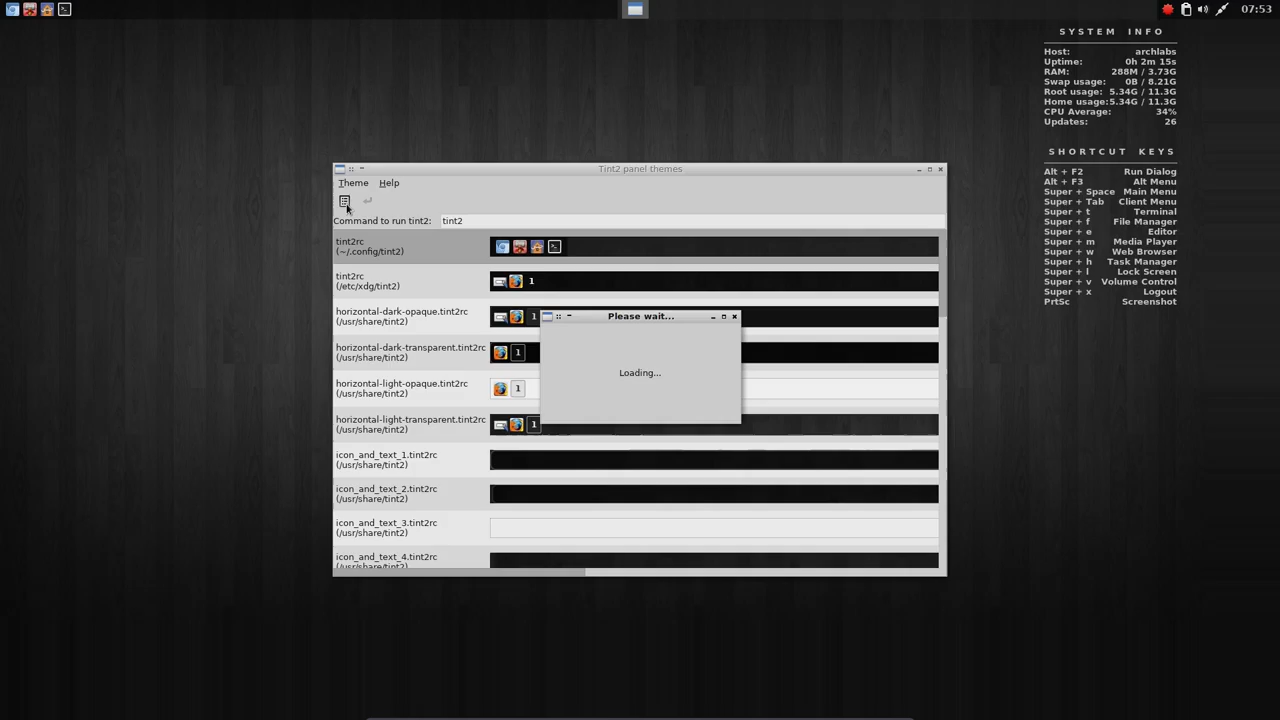 07:53
SYSTEM INFO
Host: archlabs
Uptime: 0h 2m 15s
RAM: 288M / 3.73G
Swap usage: 0B / 8.21G
Root usage: 5.34G / 11.3G
Home usage:5.34G / 11.3G
CPU Average: 34%
Updates: 26
SHORTCUT KEYS
Alt + F2 Run Dialog
Alt + F3 Alt Menu
Super + Space Main Menu
Super + Tab Client Menu
Super + t Terminal
Super + f File Manager
Super + e Editor
Super + m Media Player
Super + w Web Browser
Super + h Task Manager
Super + l Lock Screen
Super + v Volume Control
Super + x Logout
PrtSc Screenshot
Tint2 panel themes
Theme Help
Command to run tint2: tint2
tint2rc
(~/.config/tint2)
tint2rc
(/etc/xdg/tint2)
1
horizontal-dark-opaque.tint2rc
(/usr/share/tint2)
1
horizontal-dark-transparent.tint2rc
(/usr/share/tint2)
1
horizontal-light-opaque.tint2rc
(/usr/share/tint2)
1
horizontal-light-transparent.tint2rc
(/usr/share/tint2)
1
icon_and_text_1.tint2rc
(/usr/share/tint2)
icon_and_text_2.tint2rc
(/usr/share/tint2)
icon_and_text_3.tint2rc
(/usr/share/tint2)
icon_and_text_4.tint2rc
(/usr/share/tint2)
Please wait...
Loading...